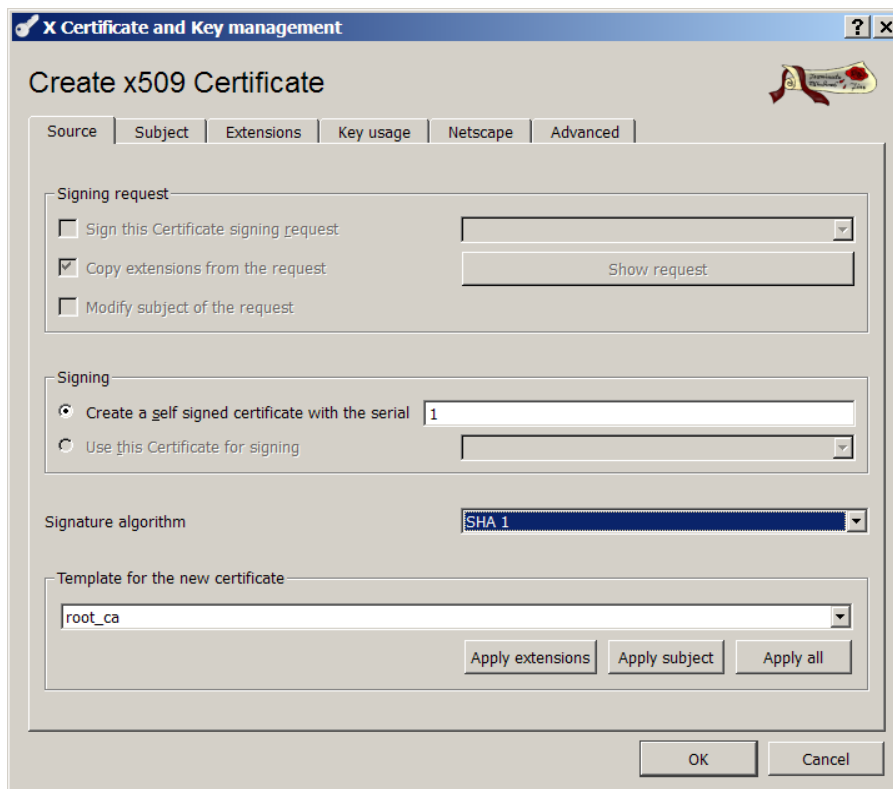 X Certificate and Key management
Create x509 Certificate
Source Subject Extensions Key usage Netscape Advanced
Signing request
Sign this Certificate signing request
Copy extensions from the request Show request
Modify subject of the request
Signing
Create a self signed certificate with the serial 1
Use this Certificate for signing
Signature algorithm SHA 1
Template for the new certificate
root_ca
Apply extensions Apply subject Apply all
OK Cancel